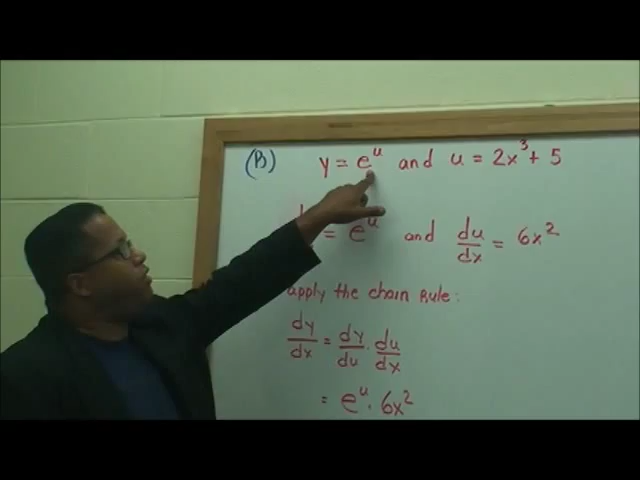 (B) y = e^u and u = 2x^3 + 5
= e^u and du/dx = 6x^2
apply the chain Rule:
dy/dx = dy/du · du/dx
= e^u · 6x^2